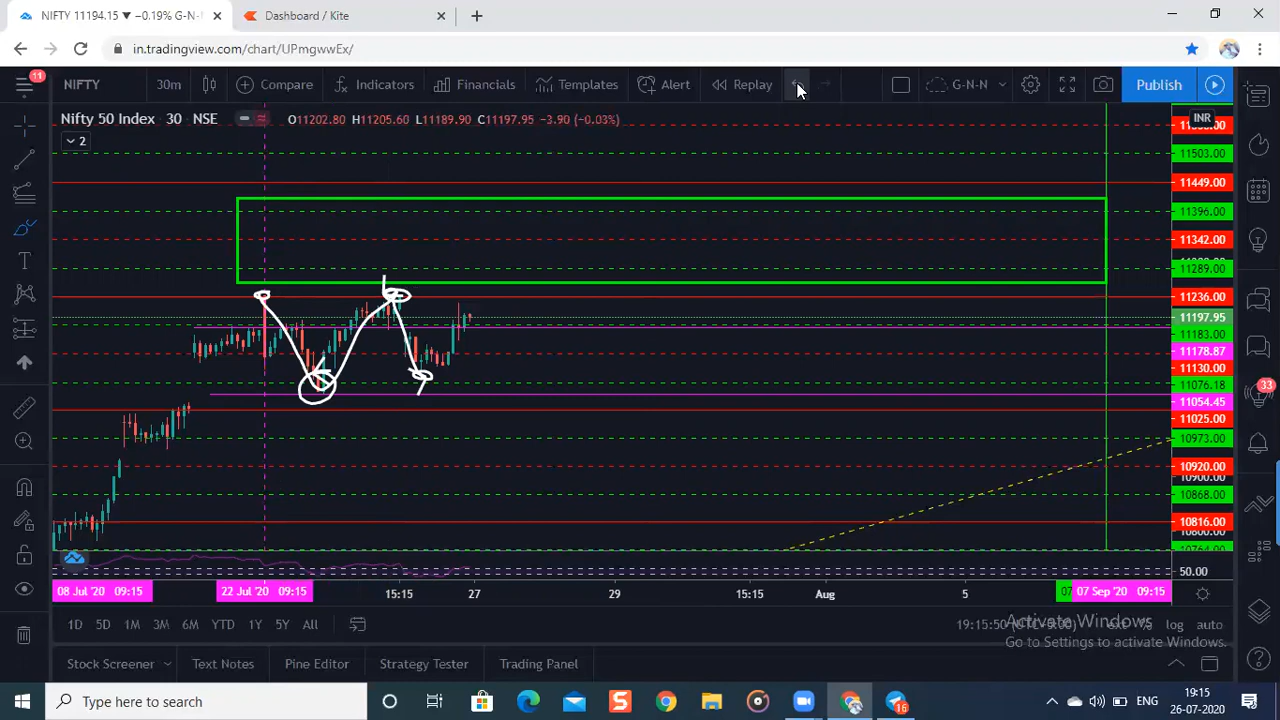 NIFTY 11194.15 ▼ −0.19% G-N-
Dashboard / Kite
in.tradingview.com/chart/UPmgwwEx/
11
NIFTY 30m Compare Indicators Financials Templates Alert Replay G-N-N Publish
Nifty 50 Index 30 NSE O11202.80 H11205.60 L11189.90 C11197.95 −3.90 (−0.03%)
INR
2
11503.00
11449.00
11396.00
11342.00
11289.00
11236.00
11197.95
11183.00
11178.87
11130.00
11076.18
11054.45
11025.00
10973.00
10920.00
10900.00
10868.00
10816.00
10800.00
10764.00
50.00
33
08 Jul '20 09:15 22 Jul '20 09:15 15:15 27 29 15:15 Aug 5 07 07 Sep '20 09:15
1D 5D 1M 3M 6M YTD 1Y 5Y All 19:15:50 % log auto
Activate Windows
Go to Settings to activate Windows.
Stock Screener Text Notes Pine Editor Strategy Tester Trading Panel
Type here to search
16
ENG
19:15
26-07-2020